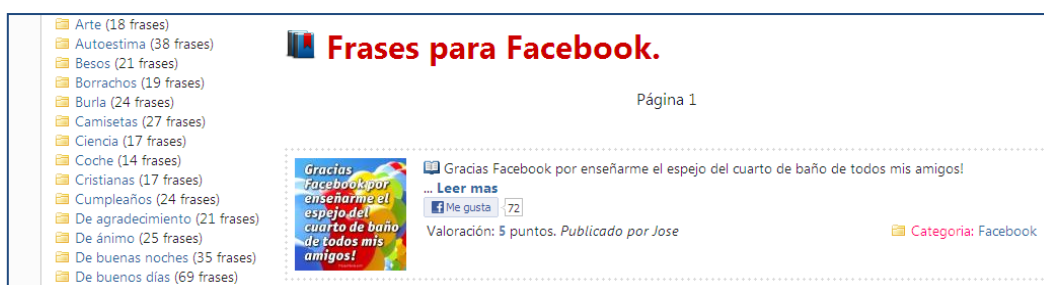 Arte (18 frases)
Autoestima (38 frases)
Besos (21 frases)
Borrachos (19 frases)
Burla (24 frases)
Camisetas (27 frases)
Ciencia (17 frases)
Coche (14 frases)
Cristianas (17 frases)
Cumpleaños (24 frases)
De agradecimiento (21 frases)
De ánimo (25 frases)
De buenas noches (35 frases)
De buenos días (69 frases)
Frases para Facebook.
Página 1
Gracias
Facebook por
enseñarme el
espejo del
cuarto de baño
de todos mis
amigos!
Gracias Facebook por enseñarme el espejo del cuarto de baño de todos mis amigos!
... Leer mas
Me gusta 72
Valoración: 5 puntos. Publicado por Jose
Categoria: Facebook